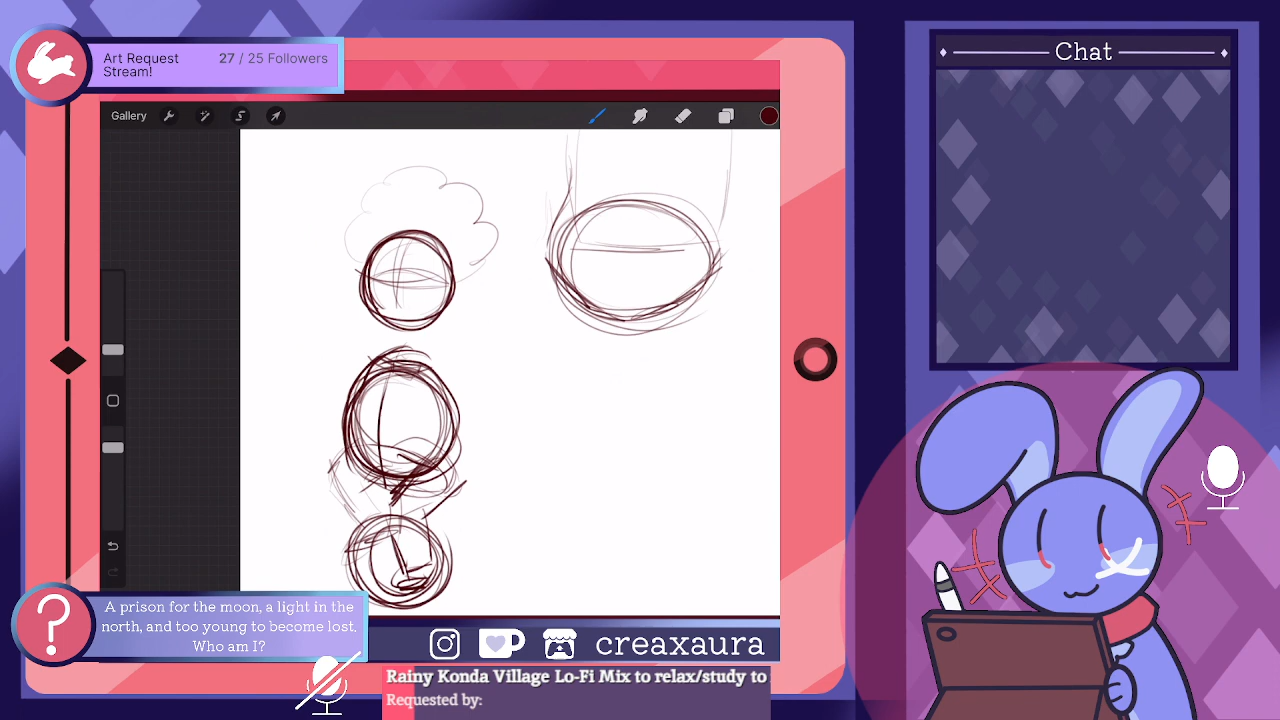 Art Request
Stream!
27 / 25 Followers
Chat
Gallery
A prison for the moon, a light in the
north, and too young to become lost.
Who am I?
creaxaura
Rainy Konda Village Lo-Fi Mix to relax/study to
Requested by: